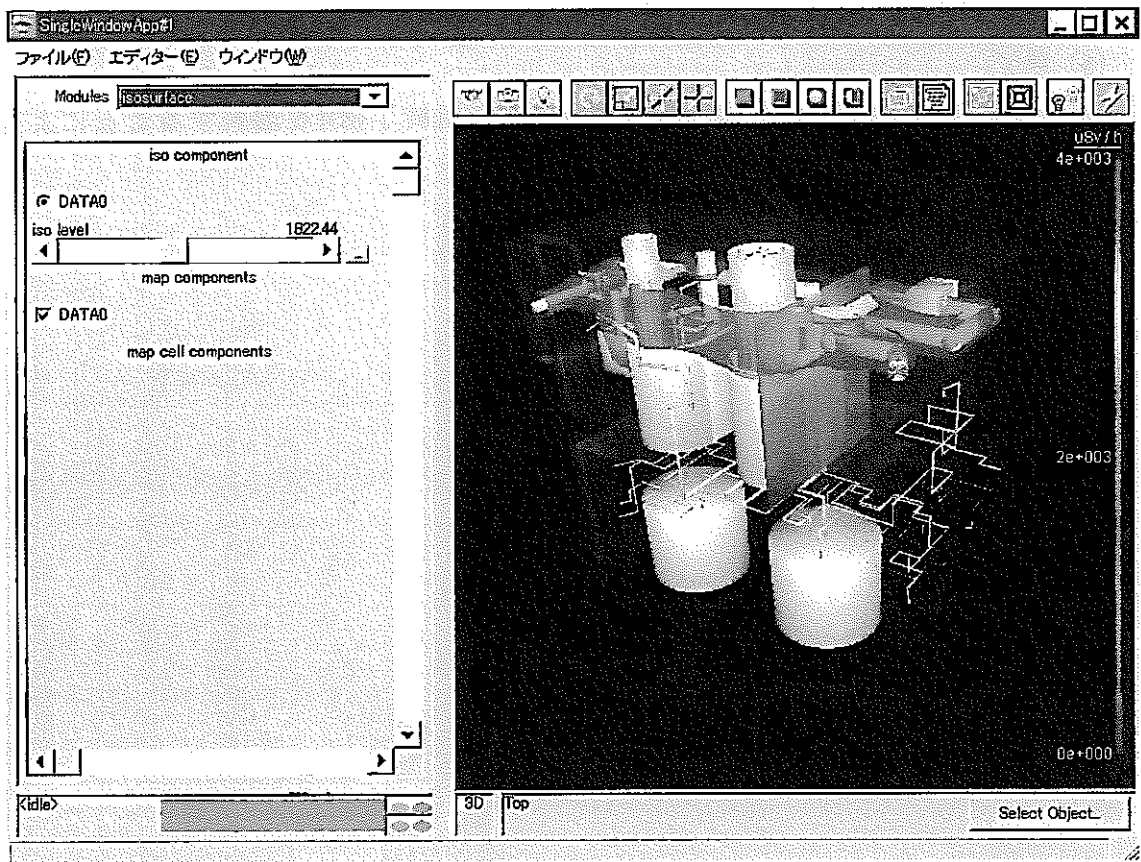 SingleWindowApp#1
ファイル(F) エディター(E) ウィンドウ(W)
Modules isosurface
iso component
DATA0
iso level 1822.44
map components
DATA0
map cell components
uSv/h
4e+003
2e+003
0e+000
<idle>
3D Top
Select Object...